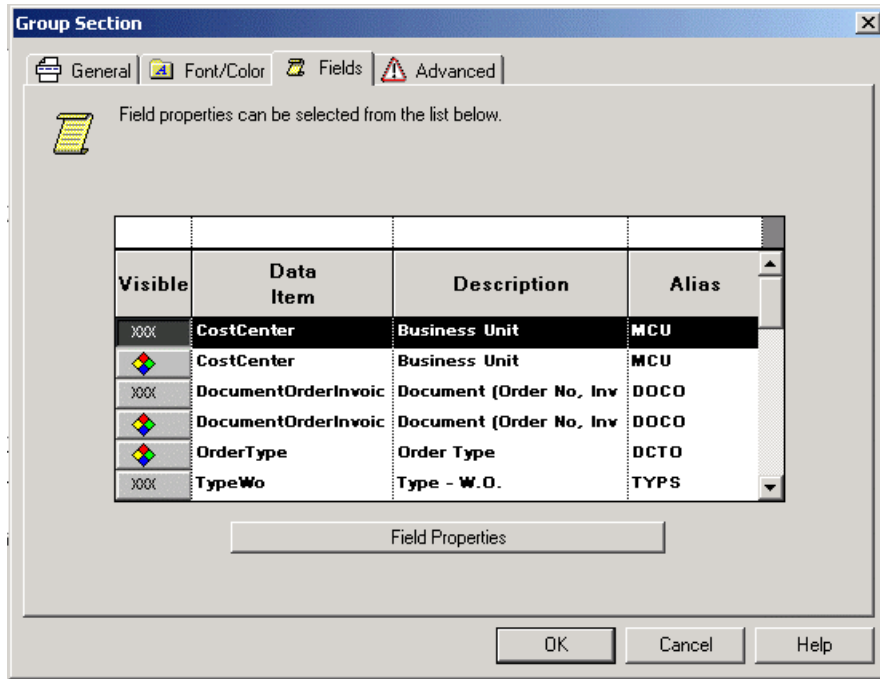 Group Section
General Font/Color Fields Advanced
Field properties can be selected from the list below.
Visible Data Item Description Alias
XXX CostCenter Business Unit MCU
CostCenter Business Unit MCU
XXX DocumentOrderInvoic Document (Order No, Inv DOCO
DocumentOrderInvoic Document (Order No, Inv DOCO
OrderType Order Type DCTO
XXX TypeWo Type - W.O. TYPS
Field Properties
OK Cancel Help